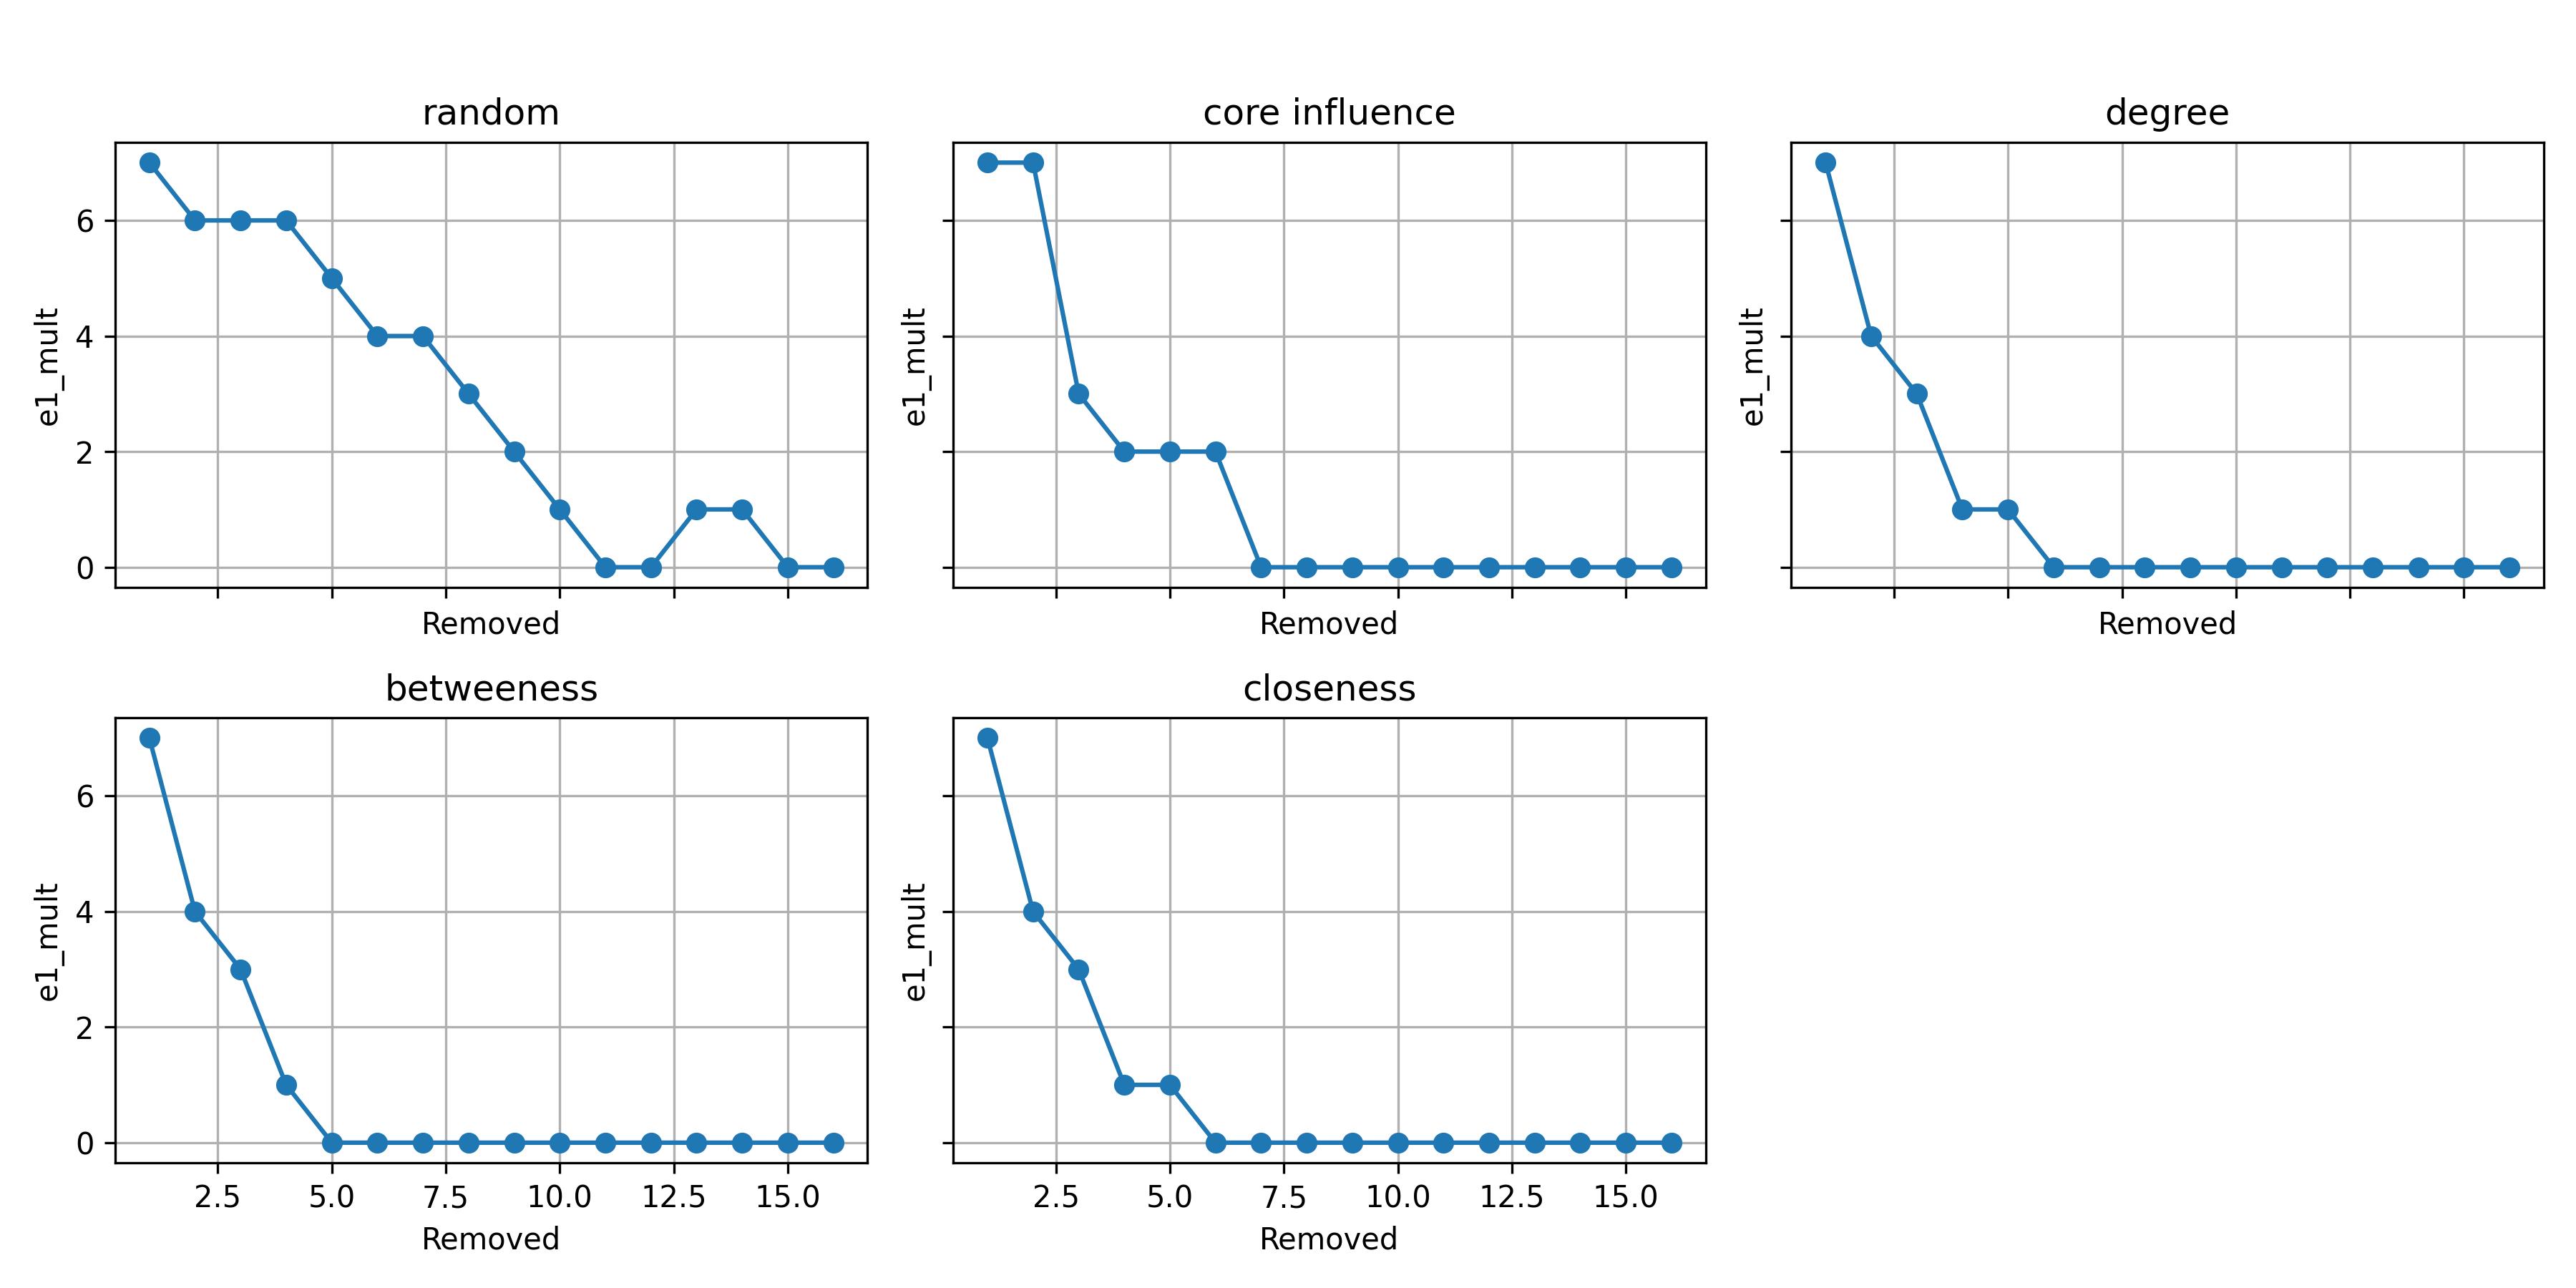 random
core influence
degree
6
4
2
0
e1_mult
e1_mult
e1_mult
Removed
Removed
Removed
betweeness
closeness
6
4
2
0
e1_mult
e1_mult
2.5 5.0 7.5 10.0 12.5 15.0
2.5 5.0 7.5 10.0 12.5 15.0
Removed
Removed